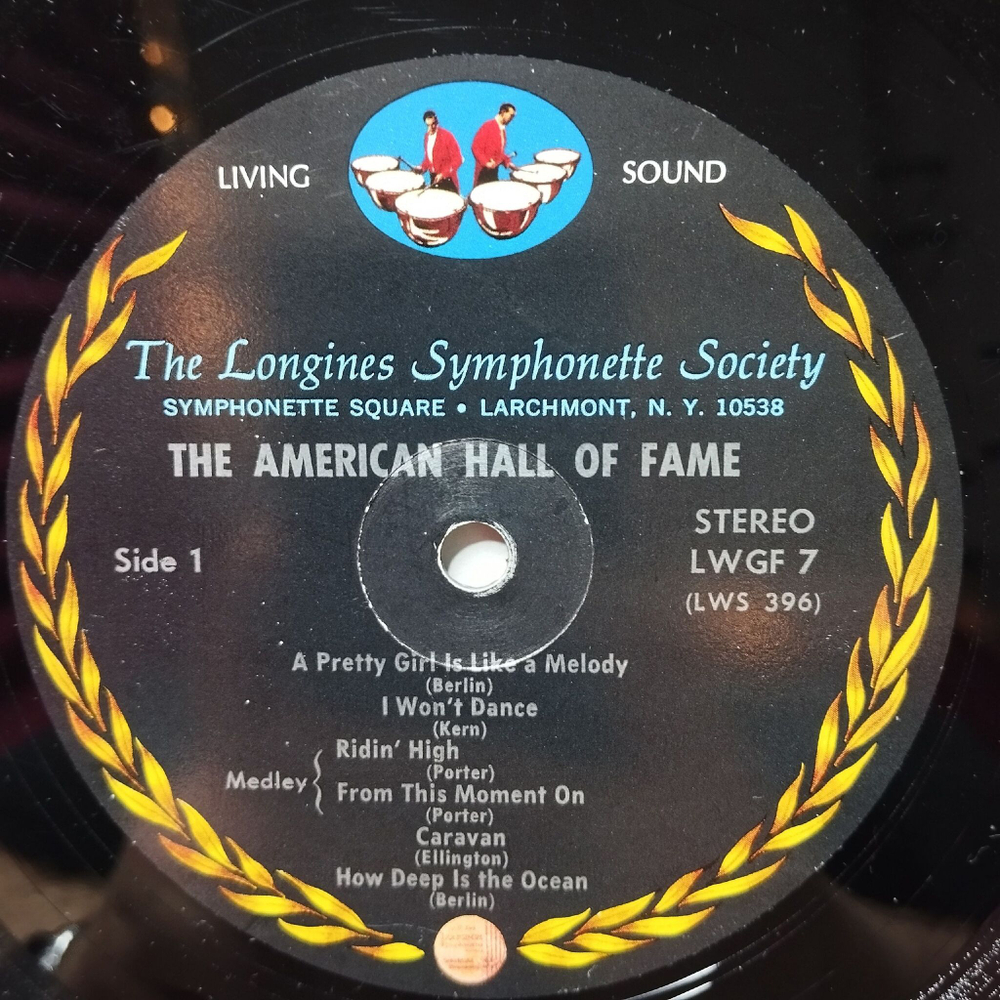 LIVING SOUND
The Longines Symphonette Society
SYMPHONETTE SQUARE • LARCHMONT, N. Y. 10538
THE AMERICAN HALL OF FAME
STEREO
Side 1 LWGF 7
(LWS 396)
A Pretty Girl Is Like a Melody
(Berlin)
I Won't Dance
(Kern)
Ridin' High
(Porter)
Medley
From This Moment On
(Porter)
Caravan
(Ellington)
How Deep Is the Ocean
(Berlin)